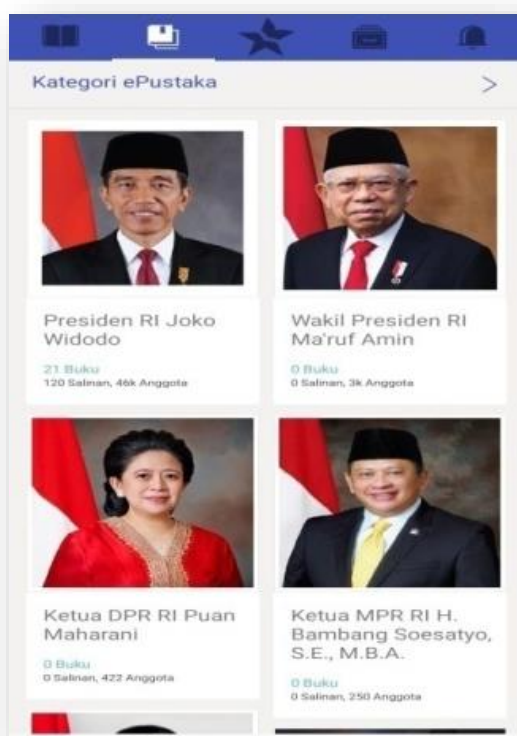 Kategori ePustaka >
Presiden RI Joko
Widodo
21 Buku
120 Salinan, 46k Anggota
Wakil Presiden RI
Ma'ruf Amin
0 Buku
0 Salinan, 3k Anggota
Ketua DPR RI Puan
Maharani
0 Buku
0 Salinan, 422 Anggota
Ketua MPR RI H.
Bambang Soesatyo,
S.E., M.B.A.
0 Buku
0 Salinan, 250 Anggota